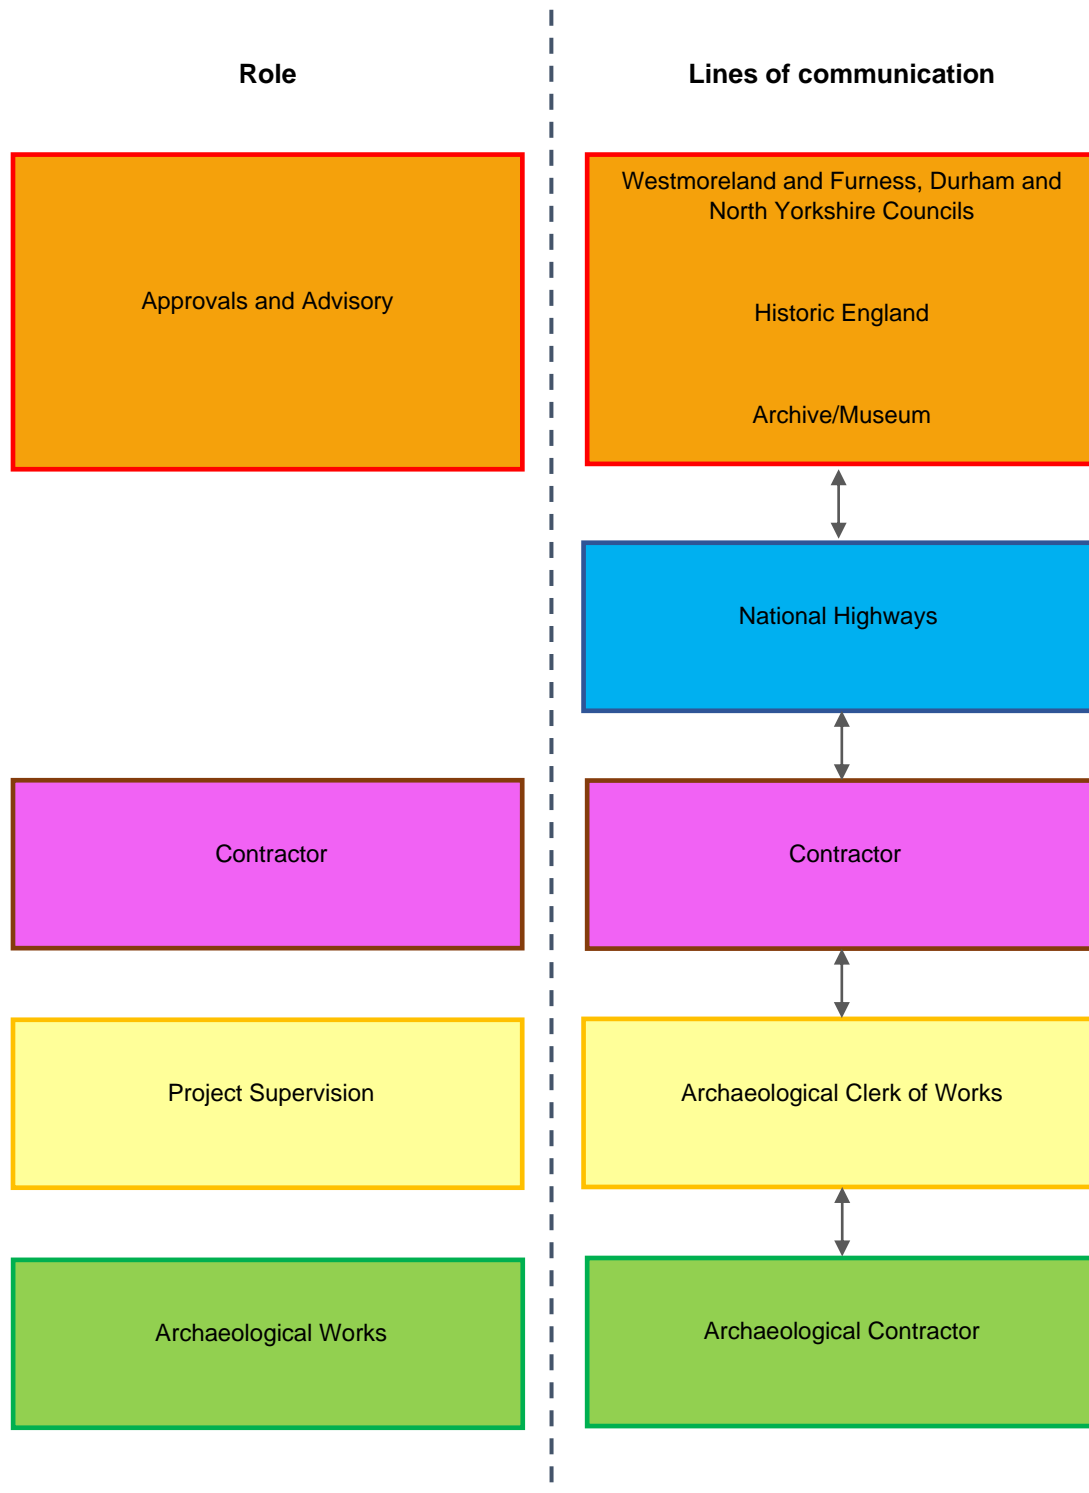 Role
Lines of communication
Approvals and Advisory
Westmoreland and Furness, Durham and
North Yorkshire Councils
Historic England
Archive/Museum
National Highways
Contractor
Contractor
Project Supervision
Archaeological Clerk of Works
Archaeological Works
Archaeological Contractor